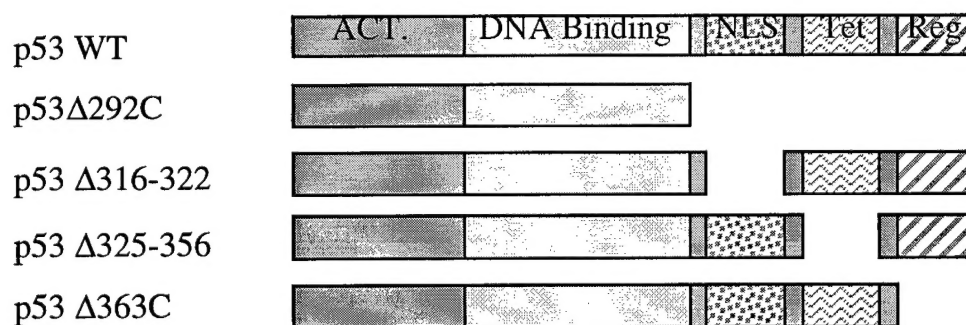 p53 WT ACT. DNA Binding NLS Tet Reg
p53Δ292C
p53 Δ316-322
p53 Δ325-356
p53 Δ363C